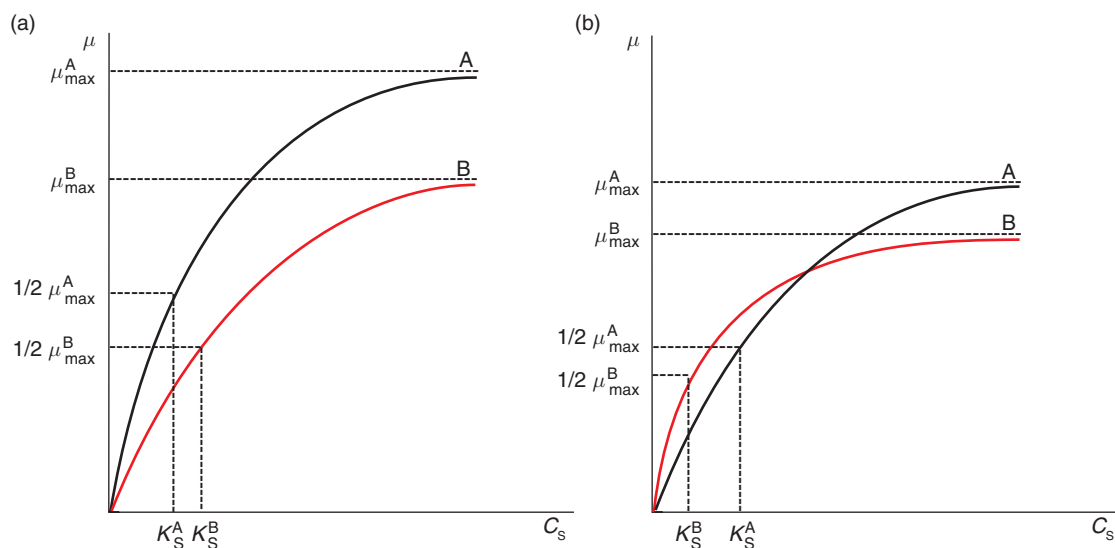 (a)
μ
μ^A_max
A
μ^B_max
B
1/2 μ^A_max
1/2 μ^B_max
K^A_S K^B_S C_s
(b)
μ
μ^A_max
A
μ^B_max
B
1/2 μ^A_max
1/2 μ^B_max
K^B_S K^A_S C_s